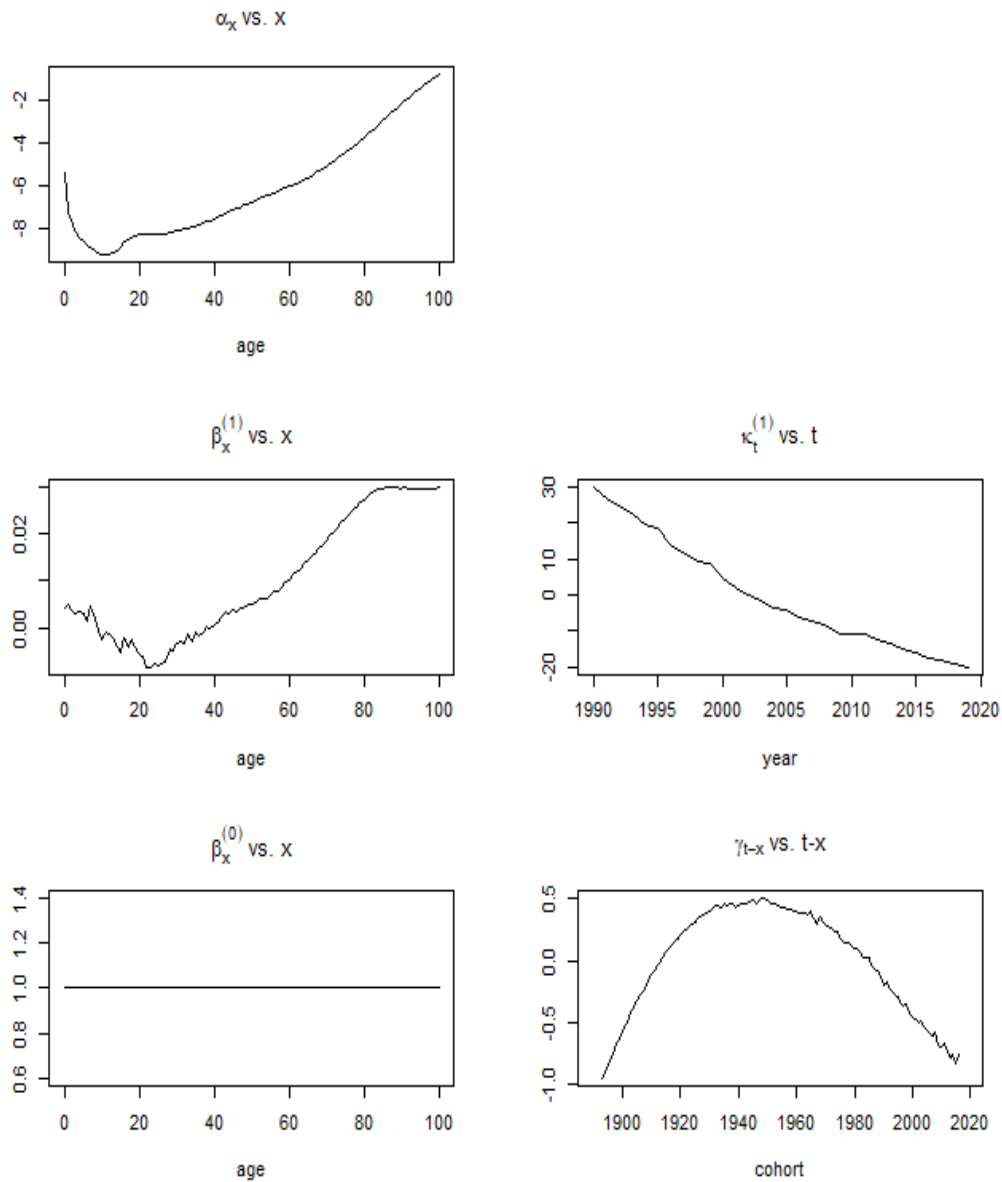 αx vs. x
-2
-4
-6
-8
0 20 40 60 80 100
age
βx(1) vs. x
0.02
0.00
0 20 40 60 80 100
age
κt(1) vs. t
30
10
0
-20
1990 1995 2000 2005 2010 2015 2020
year
βx(0) vs. x
1.4
1.2
1.0
0.8
0.6
0 20 40 60 80 100
age
γt−x vs. t-x
0.5
0.0
-0.5
-1.0
1900 1920 1940 1960 1980 2000 2020
cohort